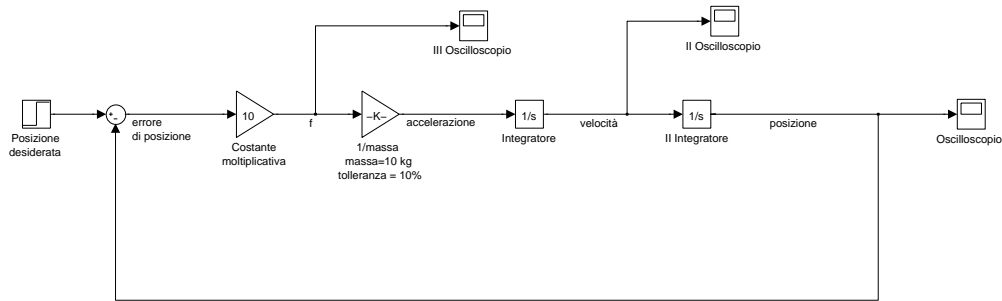 III Oscilloscopio
II Oscilloscopio
Posizione
desiderata
+
−
errore
di posizione
10
Costante
moltiplicativa
f
−K−
1/massa
massa=10 kg
tolleranza = 10%
accelerazione
1/s
Integratore
velocità
1/s
II Integratore
posizione
Oscilloscopio